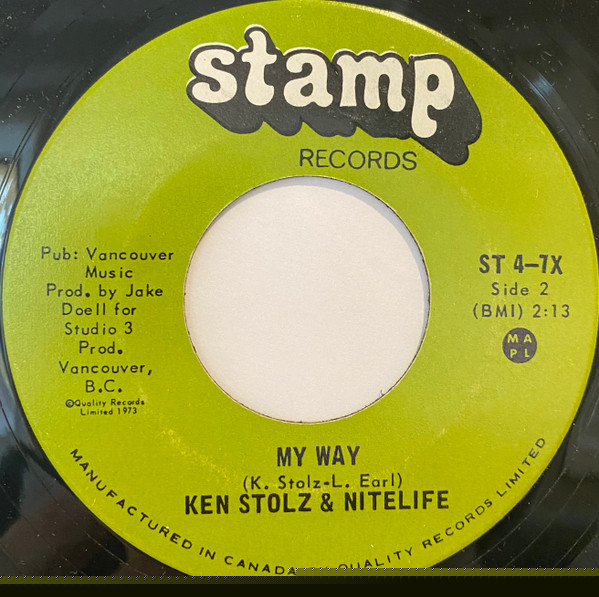 stamp
RECORDS
Pub: Vancouver
Music
Prod. by Jake
Doell for
Studio 3
Prod.
Vancouver,
B.C.
©Quality Records
Limited 1973
ST 4-7X
Side 2
(BMI) 2:13
M A
P L
MY WAY
(K. Stolz-L. Earl)
KEN STOLZ & NITELIFE
MANUFACTURED IN CANADA BY QUALITY RECORDS LIMITED